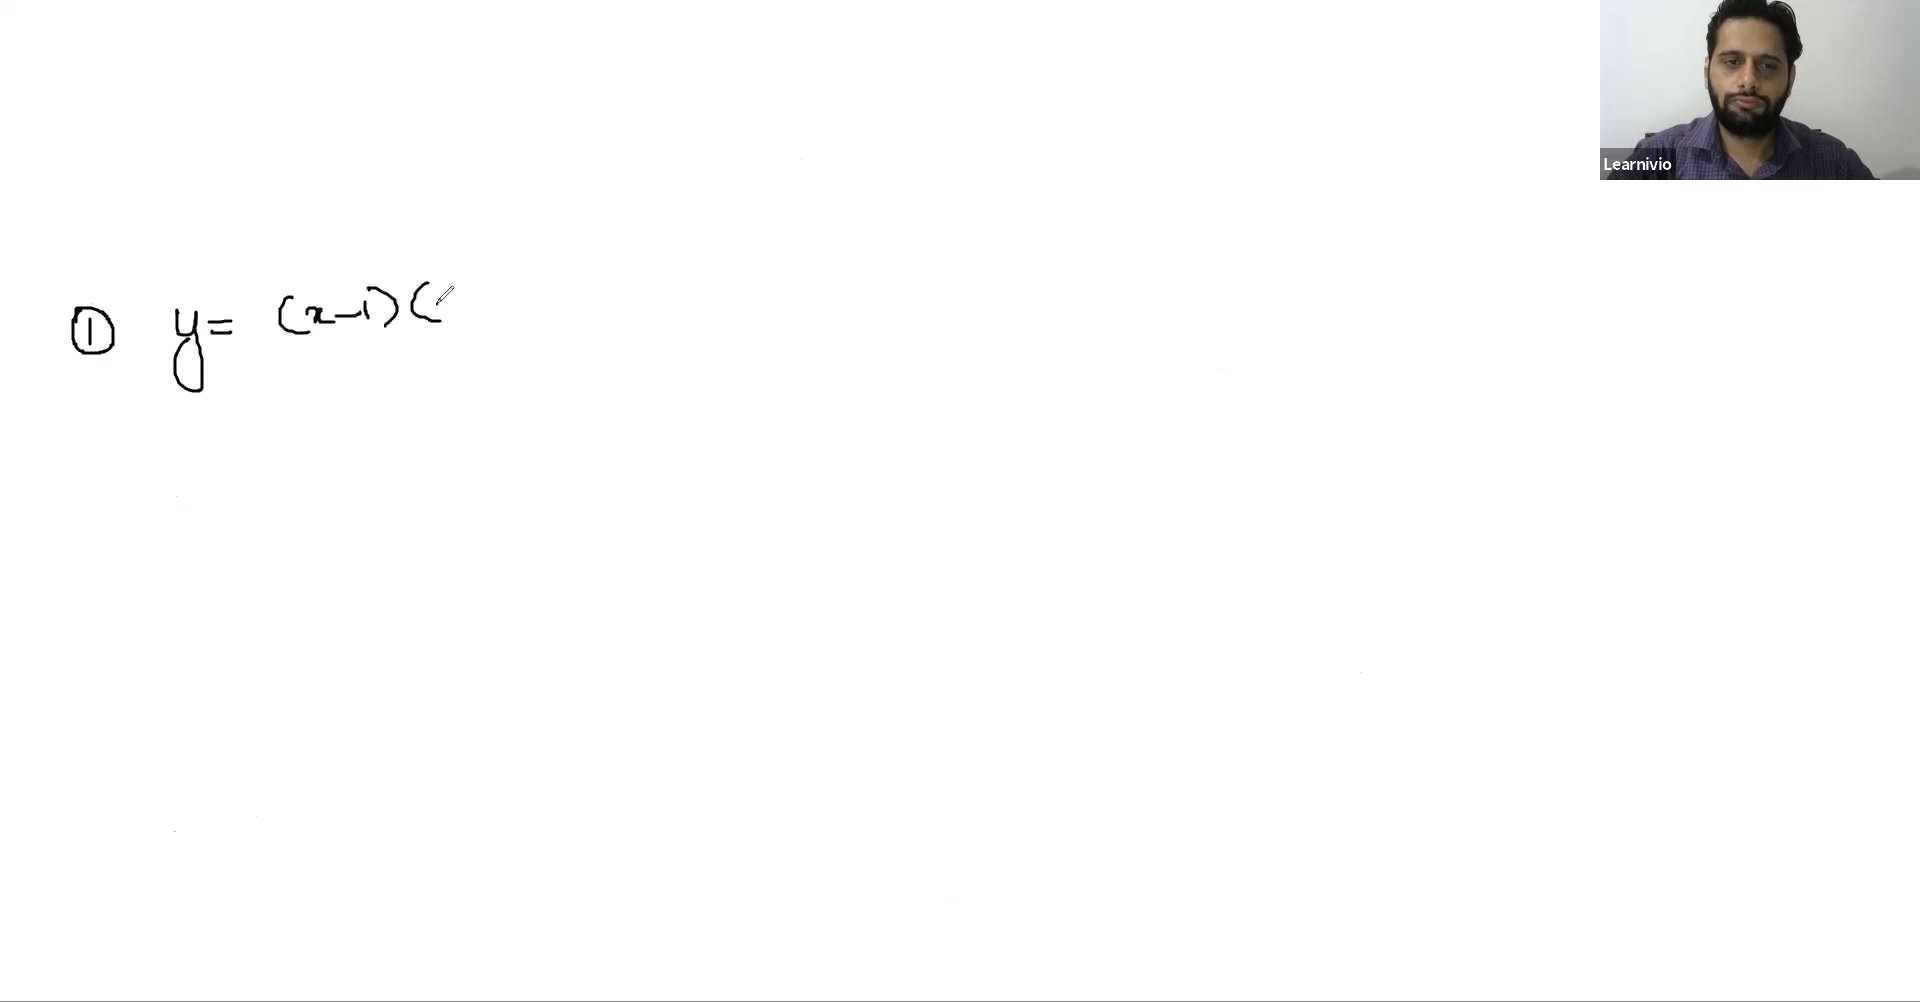 Learnivio
① y = (x-1)(